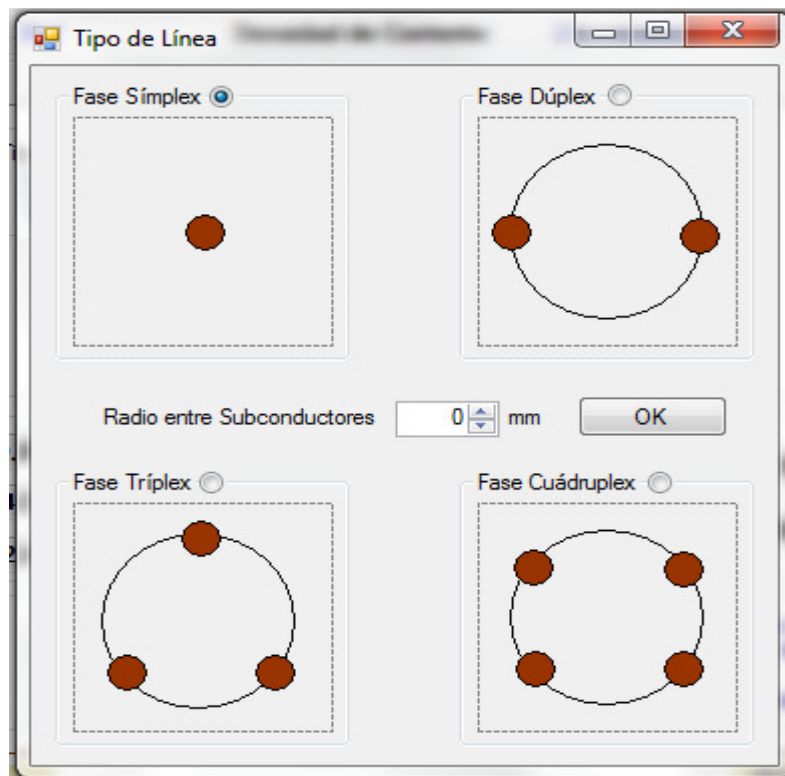 Tipo de Línea
Fase Símplex
Fase Dúplex
Radio entre Subconductores 0 mm OK
Fase Tríplex
Fase Cuádruplex